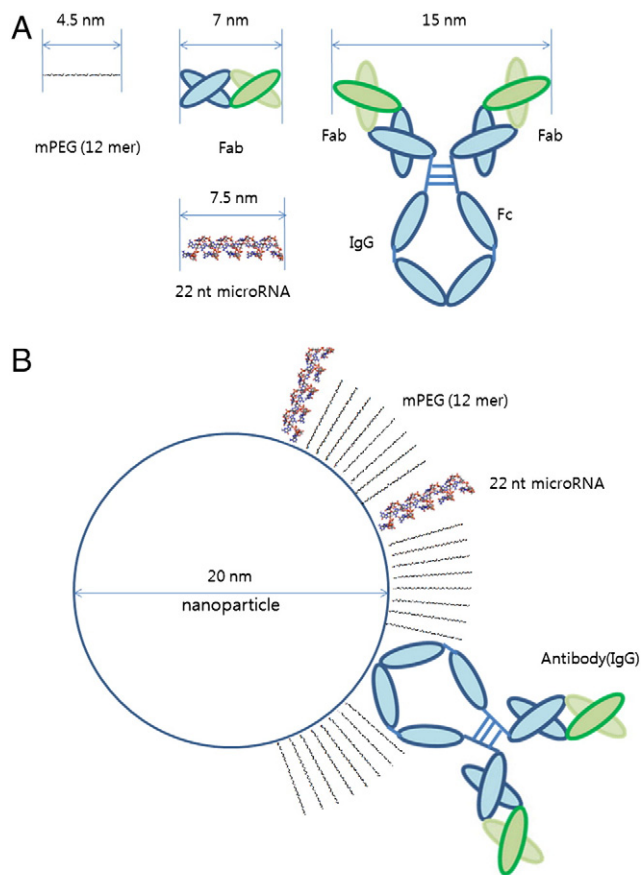 A
4.5 nm
7 nm
15 nm
mPEG (12 mer)
Fab
Fab
Fab
7.5 nm
22 nt microRNA
IgG
Fc
B
mPEG (12 mer)
22 nt microRNA
20 nm
nanoparticle
Antibody(IgG)